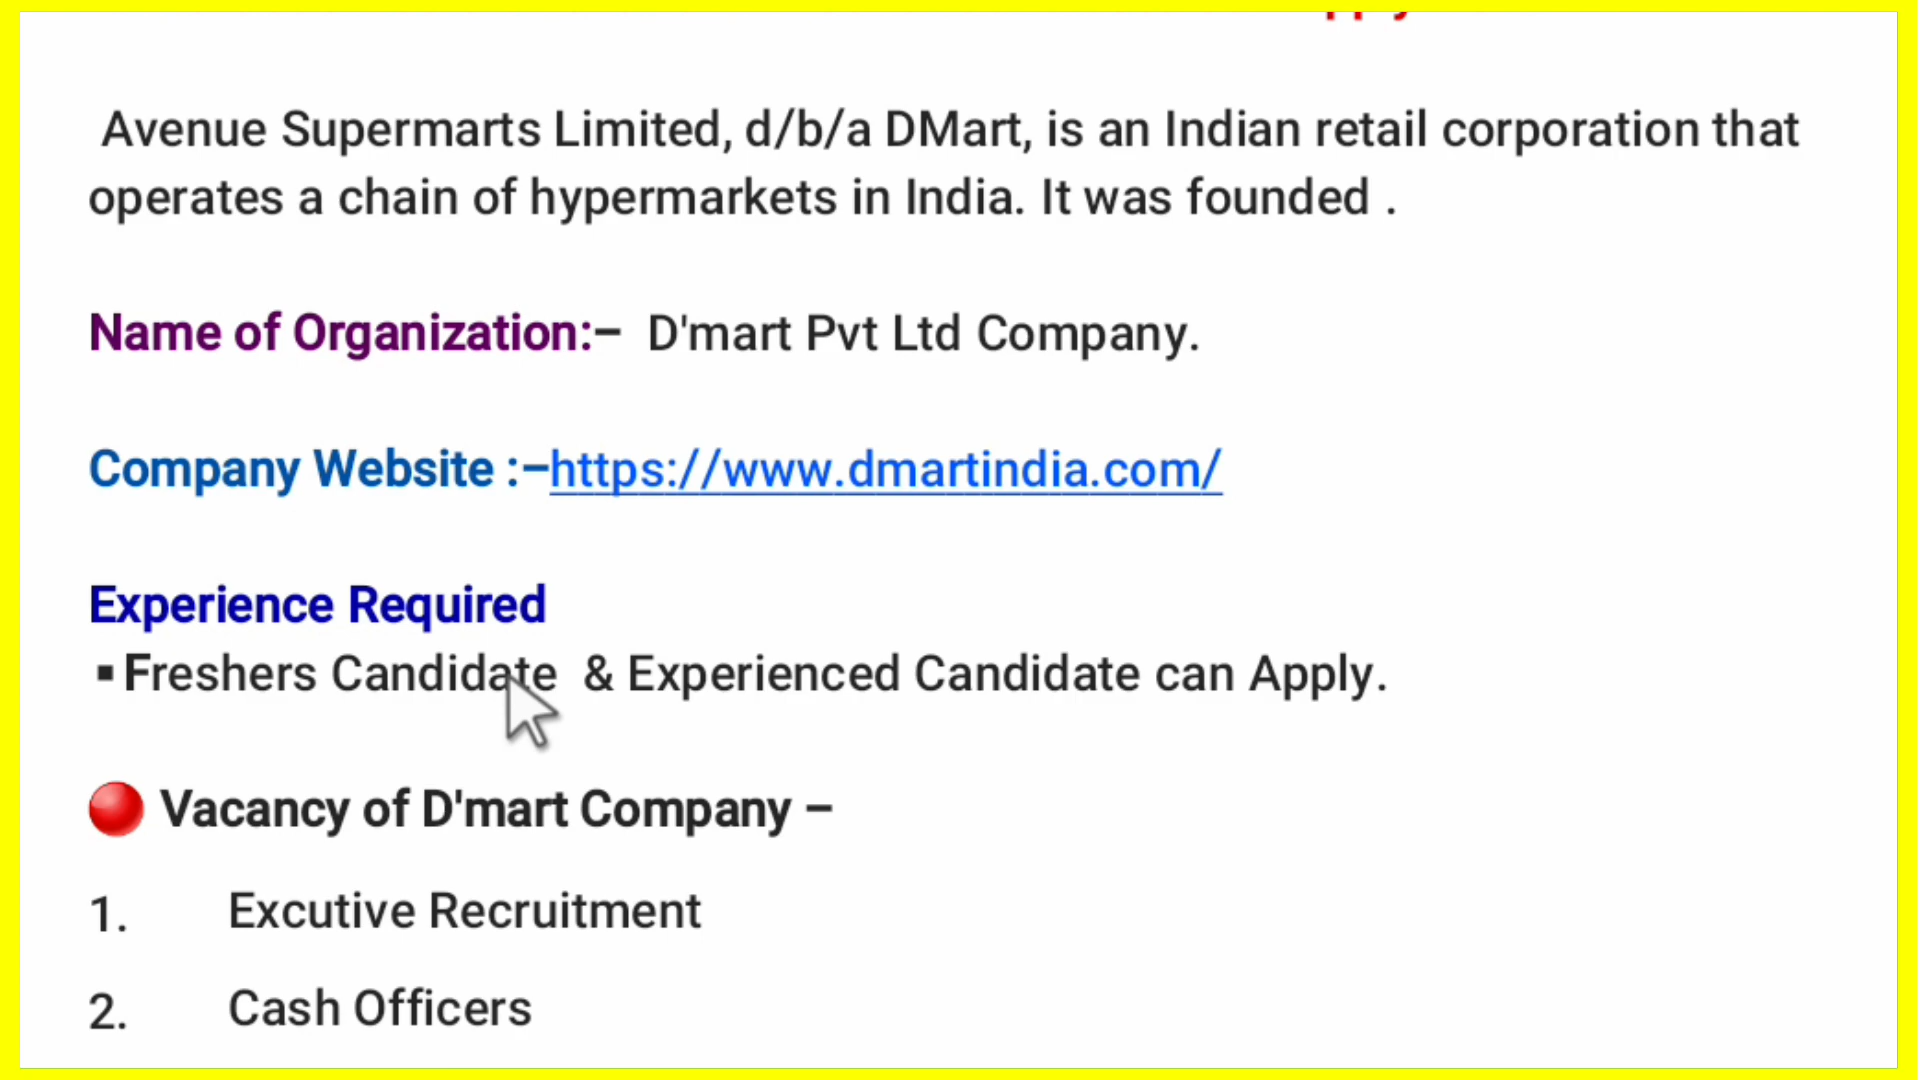 Avenue Supermarts Limited, d/b/a DMart, is an Indian retail corporation that
operates a chain of hypermarkets in India. It was founded .
Name of Organization:– D'mart Pvt Ltd Company.
Company Website :–https://www.dmartindia.com/
Experience Required
▪Freshers Candidate & Experienced Candidate can Apply.
🔴 Vacancy of D'mart Company –
1. Excutive Recruitment
2. Cash Officers